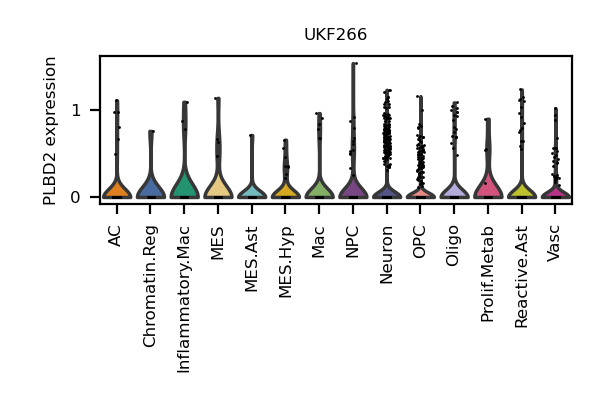 UKF266
PLBD2 expression
1
0
AC
Chromatin.Reg
Inflammatory.Mac
MES
MES.Ast
MES.Hyp
Mac
NPC
Neuron
OPC
Oligo
Prolif.Metab
Reactive.Ast
Vasc